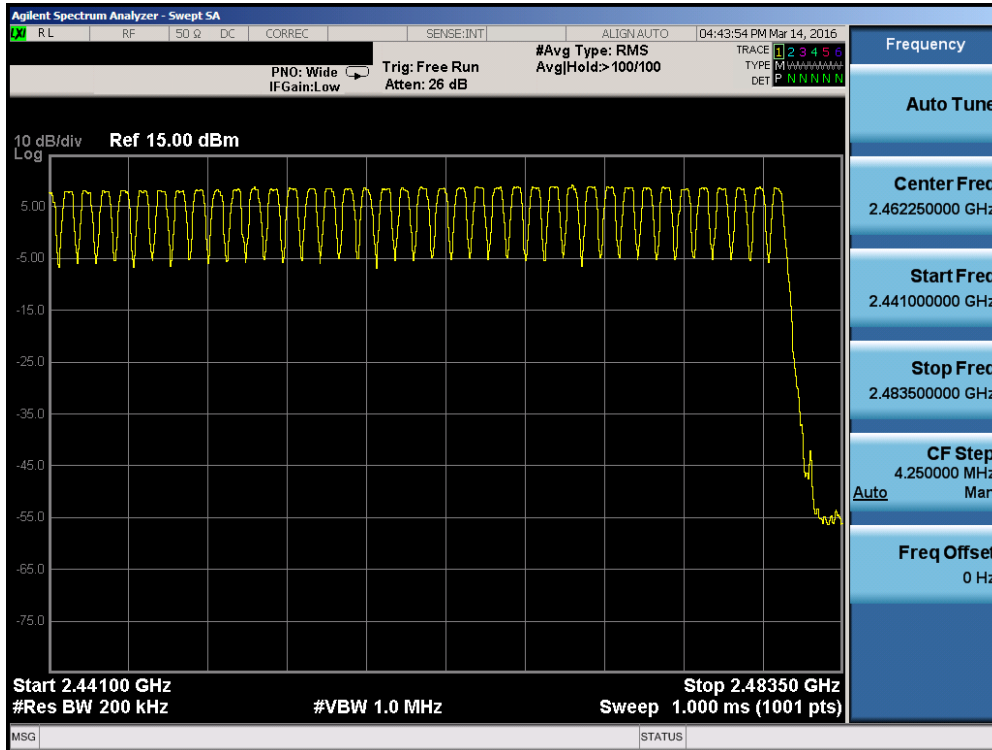 Agilent Spectrum Analyzer - Swept SA
LXI RL RF 50 Ω DC CORREC SENSE:INT ALIGN AUTO 04:43:54 PM Mar 14, 2016
#Avg Type: RMS TRACE 1 2 3 4 5 6
PNO: Wide Trig: Free Run Avg|Hold:>100/100 TYPE M
IFGain:Low Atten: 26 dB DET P N N N N N
10 dB/div Ref 15.00 dBm
Log
5.00
-5.00
-15.0
-25.0
-35.0
-45.0
-55.0
-65.0
-75.0
Start 2.44100 GHz Stop 2.48350 GHz
#Res BW 200 kHz #VBW 1.0 MHz Sweep 1.000 ms (1001 pts)
MSG STATUS
Frequency
Auto Tune
Center Freq
2.462250000 GHz
Start Freq
2.441000000 GHz
Stop Freq
2.483500000 GHz
CF Step
4.250000 MHz
Auto Man
Freq Offset
0 Hz